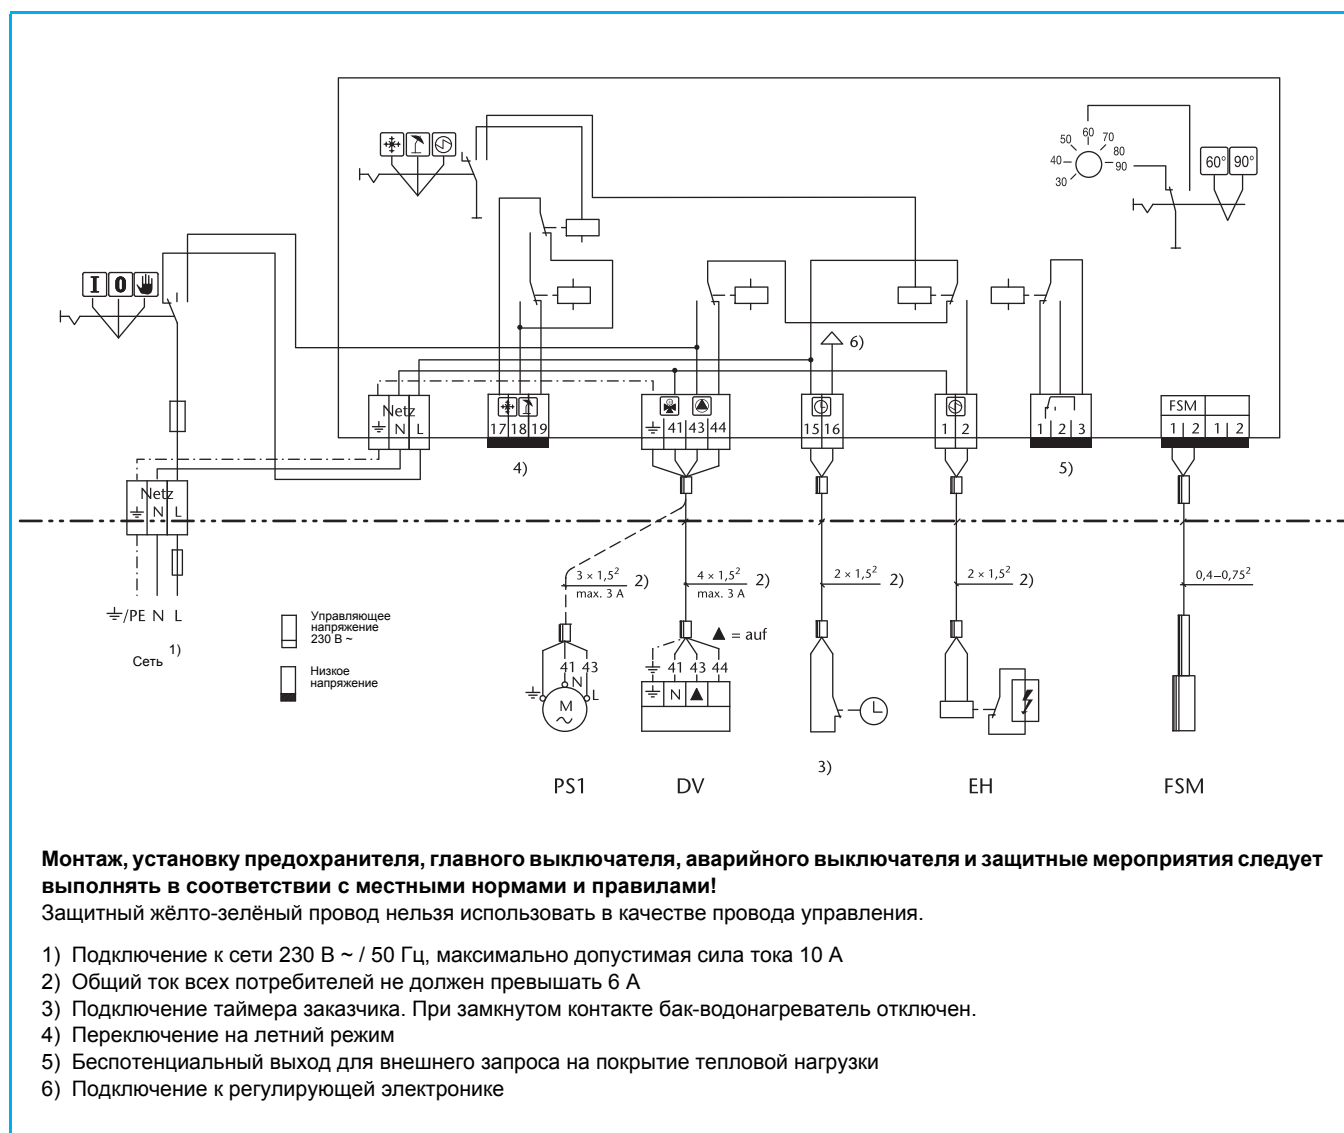 60
50
70
40
80
30
90
60° 90°
I 0
6)
Netz
N L
17 18 19
41 43 44
15 16
1 2
1 2 3
FSM
1 2 1 2
4)
5)
Netz
N L
3 × 1,5² 2)
max. 3 A
4 × 1,5² 2)
max. 3 A
2 × 1,5² 2)
2 × 1,5² 2)
0,4–0,75²
/PE N L
1)
Сеть
Управляющее
напряжение
230 В ~
Низкое
напряжение
▲ = auf
41 43
N
L
M
~
41 43 44
N ▲
3)
PS1
DV
EH
FSM
Монтаж, установку предохранителя, главного выключателя, аварийного выключателя и защитные мероприятия следует
выполнять в соответствии с местными нормами и правилами!
Защитный жёлто-зелёный провод нельзя использовать в качестве провода управления.
1) Подключение к сети 230 В ~ / 50 Гц, максимально допустимая сила тока 10 А
2) Общий ток всех потребителей не должен превышать 6 А
3) Подключение таймера заказчика. При замкнутом контакте бак-водонагреватель отключен.
4) Переключение на летний режим
5) Беспотенциальный выход для внешнего запроса на покрытие тепловой нагрузки
6) Подключение к регулирующей электронике